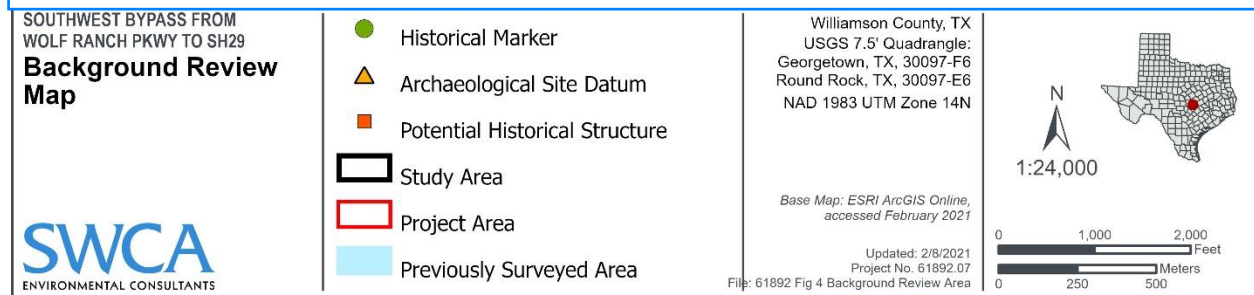 SOUTHWEST BYPASS FROM
WOLF RANCH PKWY TO SH29
Background Review
Map
SWCA
ENVIRONMENTAL CONSULTANTS
Historical Marker
Archaeological Site Datum
Potential Historical Structure
Study Area
Project Area
Previously Surveyed Area
Williamson County, TX
USGS 7.5' Quadrangle:
Georgetown, TX, 30097-F6
Round Rock, TX, 30097-E6
NAD 1983 UTM Zone 14N
Base Map: ESRI ArcGIS Online,
accessed February 2021
Updated: 2/8/2021
Project No. 61892.07
File: 61892 Fig 4 Background Review Area
N
1:24,000
0 1,000 2,000
Feet
Meters
0 250 500